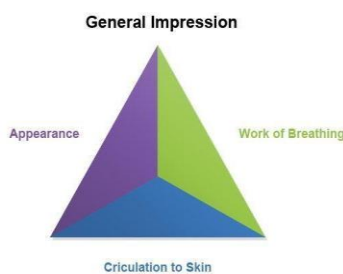 General Impression
Appearance
Work of Breathing
Criculation to Skin